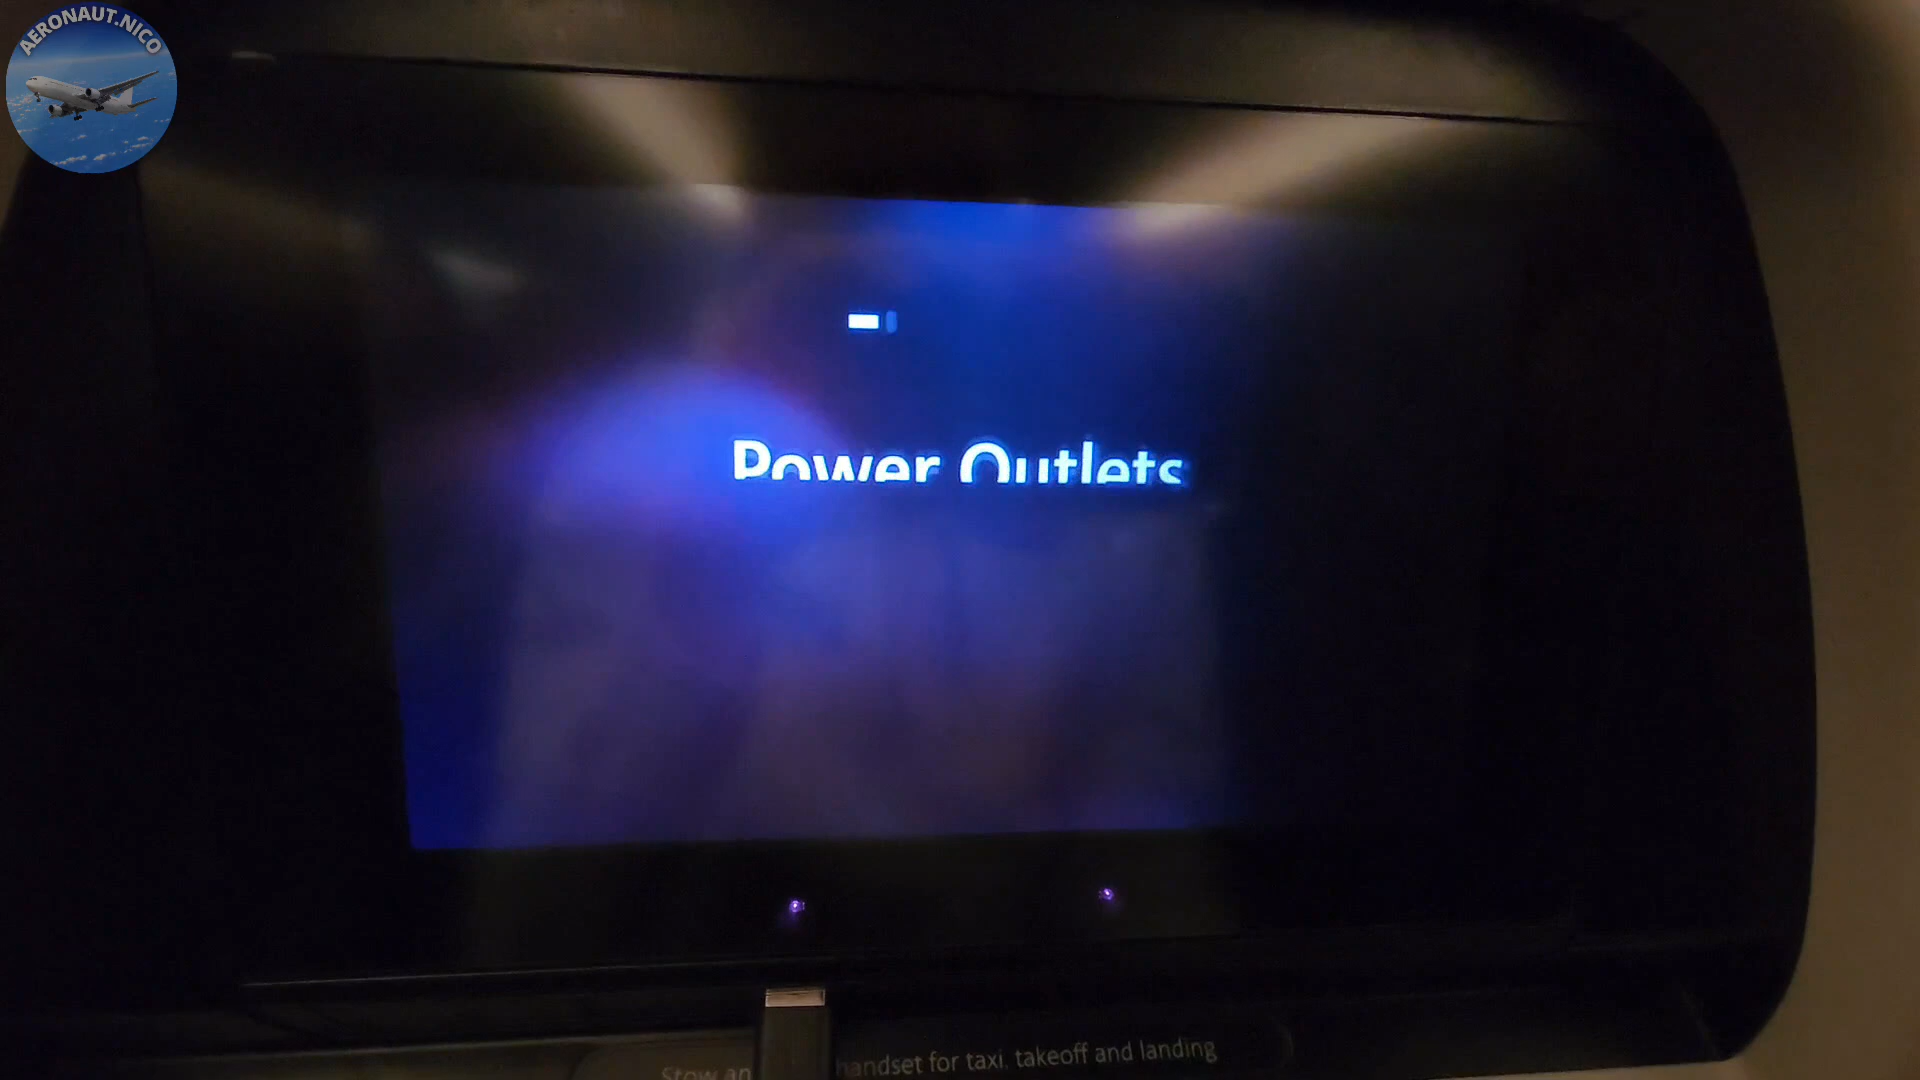 AERONAUT.NICO
Power Outlets
Stow an handset for taxi, takeoff and landing